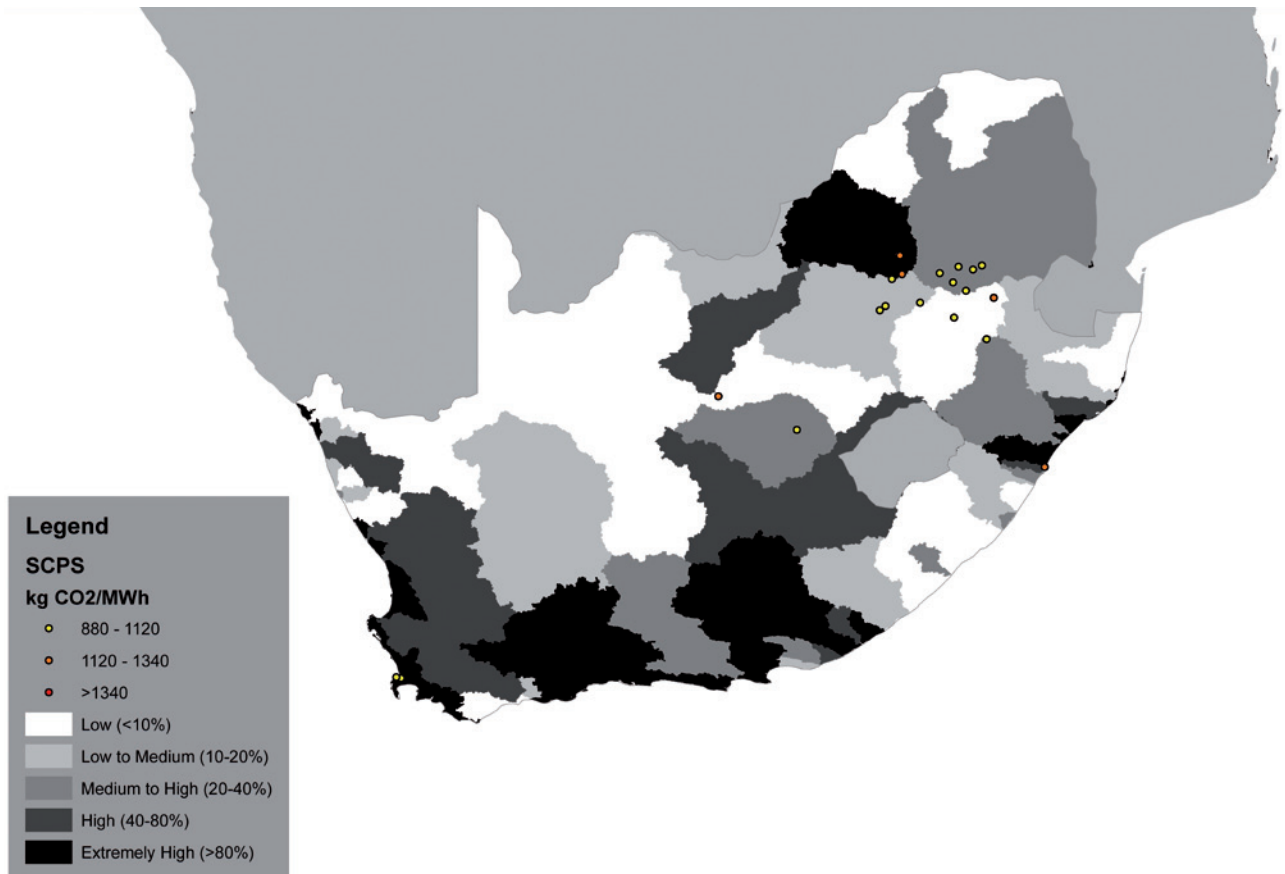 Legend
SCPS
kg CO2/MWh
880 - 1120
1120 - 1340
>1340
Low (<10%)
Low to Medium (10-20%)
Medium to High (20-40%)
High (40-80%)
Extremely High (>80%)